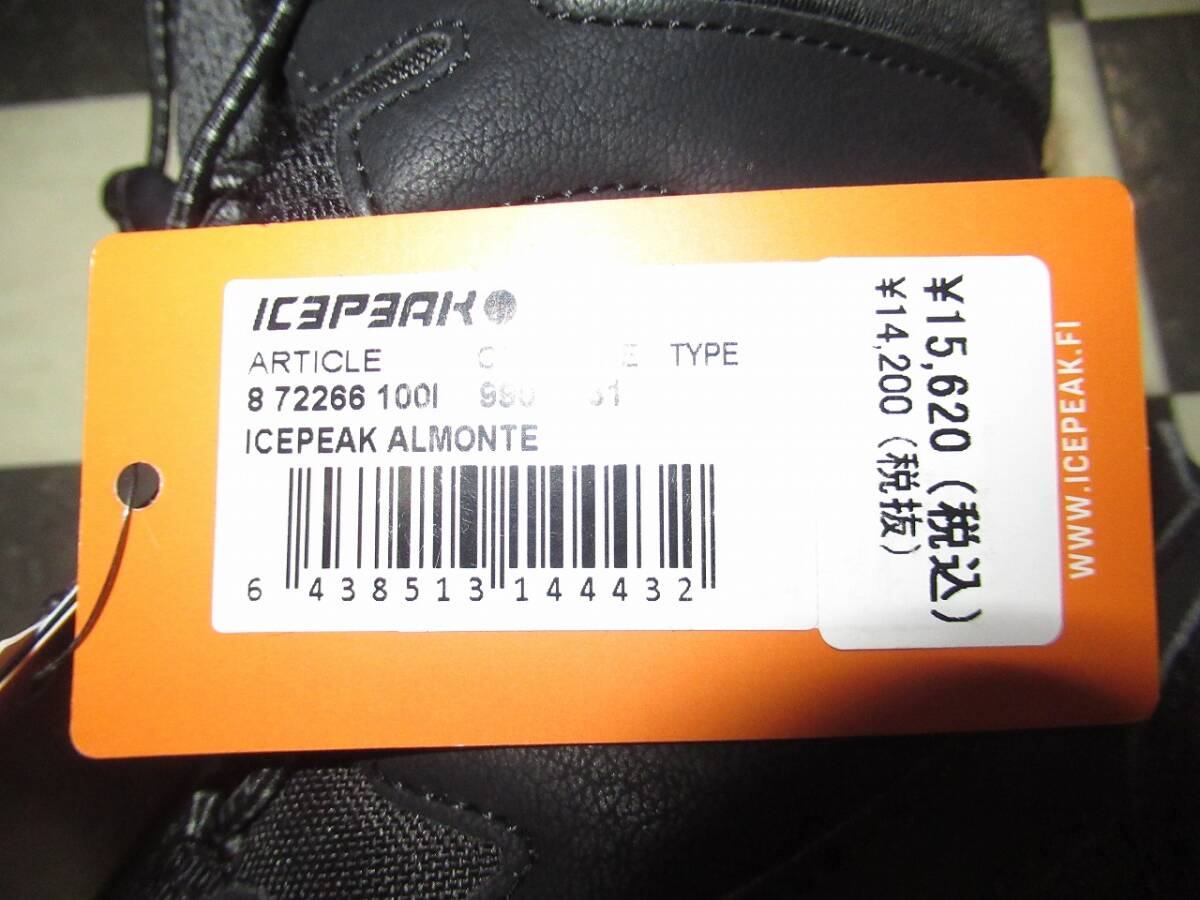 ICEPEAK
ARTICLE TYPE
8 72266 100I 990
ICEPEAK ALMONTE
6 438513 144432
¥15,620（税込）
¥14,200（税抜）
WWW.ICEPEAK.FI